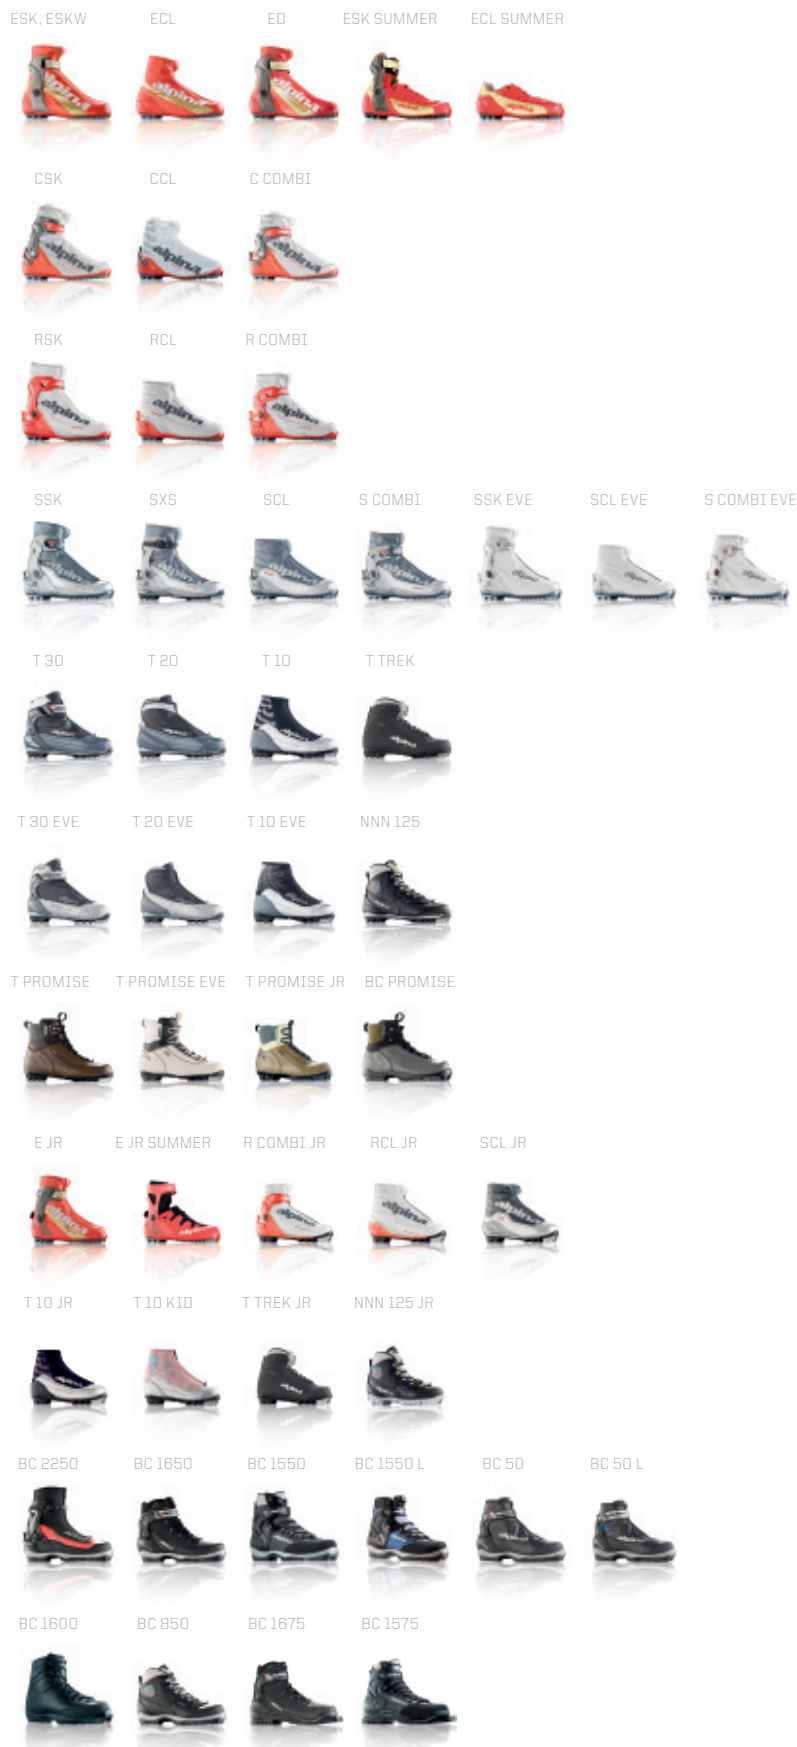 ESK, ESKW ECL ED ESK SUMMER ECL SUMMER
CSK CCL C COMBI
RSK RCL R COMBI
SSK SXS SCL S COMBI SSK EVE SCL EVE S COMBI EVE
T 30 T 20 T 10 T TREK
T 30 EVE T 20 EVE T 10 EVE NNN 125
T PROMISE T PROMISE EVE T PROMISE JR BC PROMISE
E JR E JR SUMMER R COMBI JR RCL JR SCL JR
T 10 JR T 10 KID T TREK JR NNN 125 JR
BC 2250 BC 1650 BC 1550 BC 1550 L BC 50 BC 50 L
BC 1600 BC 850 BC 1675 BC 1575